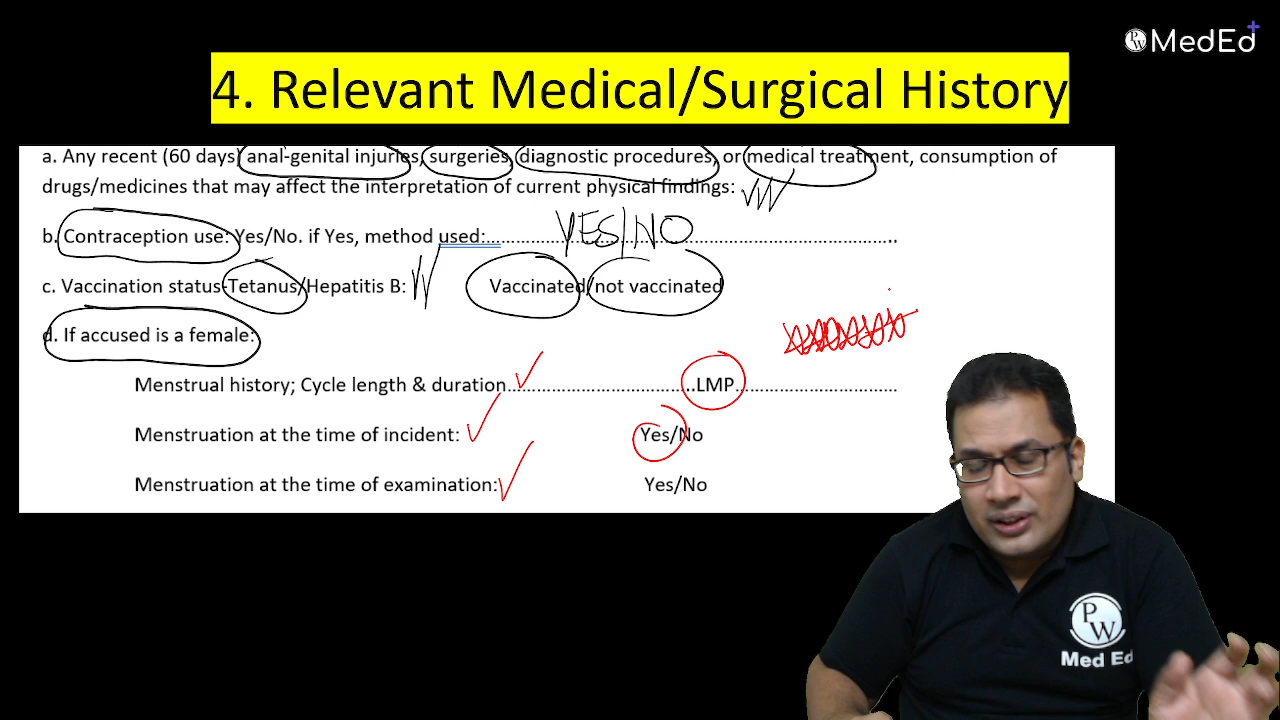 MedEd+
4. Relevant Medical/Surgical History
a. Any recent (60 days) anal-genital injuries, surgeries, diagnostic procedures, or medical treatment, consumption of
drugs/medicines that may affect the interpretation of current physical findings:
b. Contraception use: Yes/No. if Yes, method used:............................................................................
YES/NO
c. Vaccination status-Tetanus/Hepatitis B: Vaccinated/not vaccinated
d. If accused is a female:
Menstrual history; Cycle length & duration..................................LMP.............................
Menstruation at the time of incident: Yes/No
Menstruation at the time of examination: Yes/No
PW
Med Ed